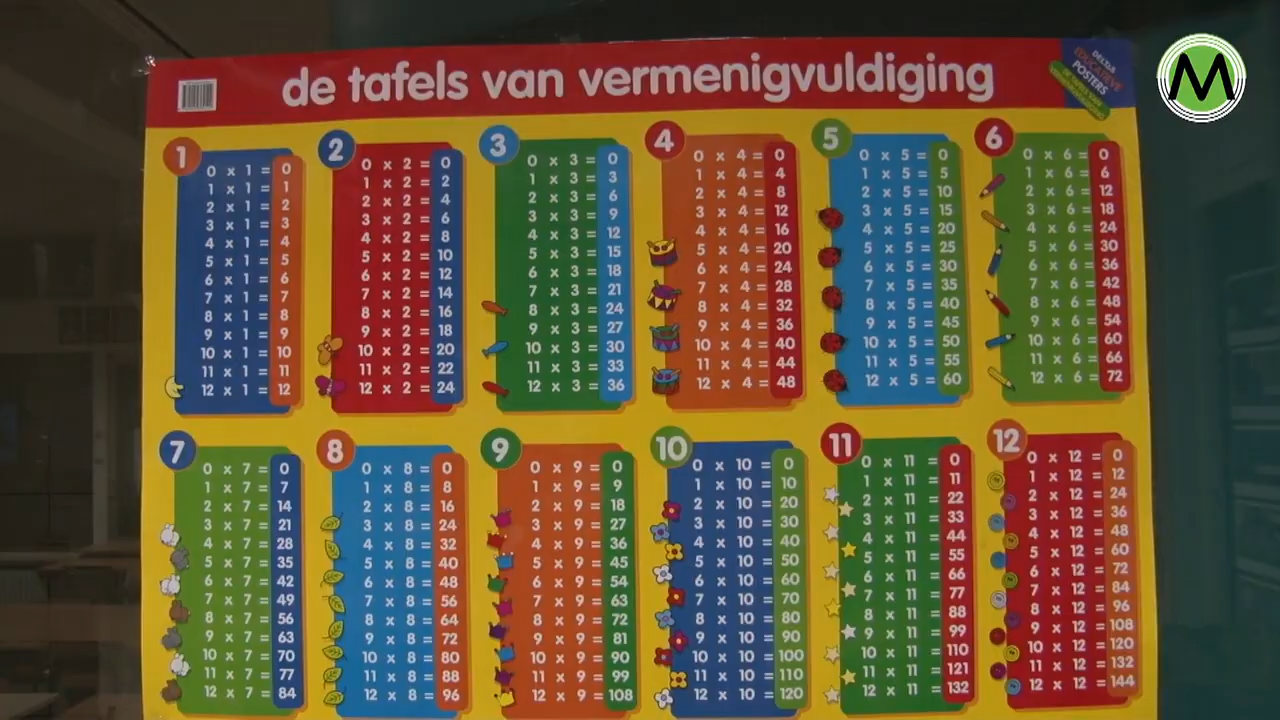 de tafels van vermenigvuldiging
DELTAS
EDUCATIEVE
POSTERS
M
1
0 x 1 = 0
1 x 1 = 1
2 x 1 = 2
3 x 1 = 3
4 x 1 = 4
5 x 1 = 5
6 x 1 = 6
7 x 1 = 7
8 x 1 = 8
9 x 1 = 9
10 x 1 = 10
11 x 1 = 11
12 x 1 = 12
2
0 x 2 = 0
1 x 2 = 2
2 x 2 = 4
3 x 2 = 6
4 x 2 = 8
5 x 2 = 10
6 x 2 = 12
7 x 2 = 14
8 x 2 = 16
9 x 2 = 18
10 x 2 = 20
11 x 2 = 22
12 x 2 = 24
3
0 x 3 = 0
1 x 3 = 3
2 x 3 = 6
3 x 3 = 9
4 x 3 = 12
5 x 3 = 15
6 x 3 = 18
7 x 3 = 21
8 x 3 = 24
9 x 3 = 27
10 x 3 = 30
11 x 3 = 33
12 x 3 = 36
4
0 x 4 = 0
1 x 4 = 4
2 x 4 = 8
3 x 4 = 12
4 x 4 = 16
5 x 4 = 20
6 x 4 = 24
7 x 4 = 28
8 x 4 = 32
9 x 4 = 36
10 x 4 = 40
11 x 4 = 44
12 x 4 = 48
5
0 x 5 = 0
1 x 5 = 5
2 x 5 = 10
3 x 5 = 15
4 x 5 = 20
5 x 5 = 25
6 x 5 = 30
7 x 5 = 35
8 x 5 = 40
9 x 5 = 45
10 x 5 = 50
11 x 5 = 55
12 x 5 = 60
6
0 x 6 = 0
1 x 6 = 6
2 x 6 = 12
3 x 6 = 18
4 x 6 = 24
5 x 6 = 30
6 x 6 = 36
7 x 6 = 42
8 x 6 = 48
9 x 6 = 54
10 x 6 = 60
11 x 6 = 66
12 x 6 = 72
7
0 x 7 = 0
1 x 7 = 7
2 x 7 = 14
3 x 7 = 21
4 x 7 = 28
5 x 7 = 35
6 x 7 = 42
7 x 7 = 49
8 x 7 = 56
9 x 7 = 63
10 x 7 = 70
11 x 7 = 77
12 x 7 = 84
8
0 x 8 = 0
1 x 8 = 8
2 x 8 = 16
3 x 8 = 24
4 x 8 = 32
5 x 8 = 40
6 x 8 = 48
7 x 8 = 56
8 x 8 = 64
9 x 8 = 72
10 x 8 = 80
11 x 8 = 88
12 x 8 = 96
9
0 x 9 = 0
1 x 9 = 9
2 x 9 = 18
3 x 9 = 27
4 x 9 = 36
5 x 9 = 45
6 x 9 = 54
7 x 9 = 63
8 x 9 = 72
9 x 9 = 81
10 x 9 = 90
11 x 9 = 99
12 x 9 = 108
10
0 x 10 = 0
1 x 10 = 10
2 x 10 = 20
3 x 10 = 30
4 x 10 = 40
5 x 10 = 50
6 x 10 = 60
7 x 10 = 70
8 x 10 = 80
9 x 10 = 90
10 x 10 = 100
11 x 10 = 110
12 x 10 = 120
11
0 x 11 = 0
1 x 11 = 11
2 x 11 = 22
3 x 11 = 33
4 x 11 = 44
5 x 11 = 55
6 x 11 = 66
7 x 11 = 77
8 x 11 = 88
9 x 11 = 99
10 x 11 = 110
11 x 11 = 121
12 x 11 = 132
12
0 x 12 = 0
1 x 12 = 12
2 x 12 = 24
3 x 12 = 36
4 x 12 = 48
5 x 12 = 60
6 x 12 = 72
7 x 12 = 84
8 x 12 = 96
9 x 12 = 108
10 x 12 = 120
11 x 12 = 132
12 x 12 = 144